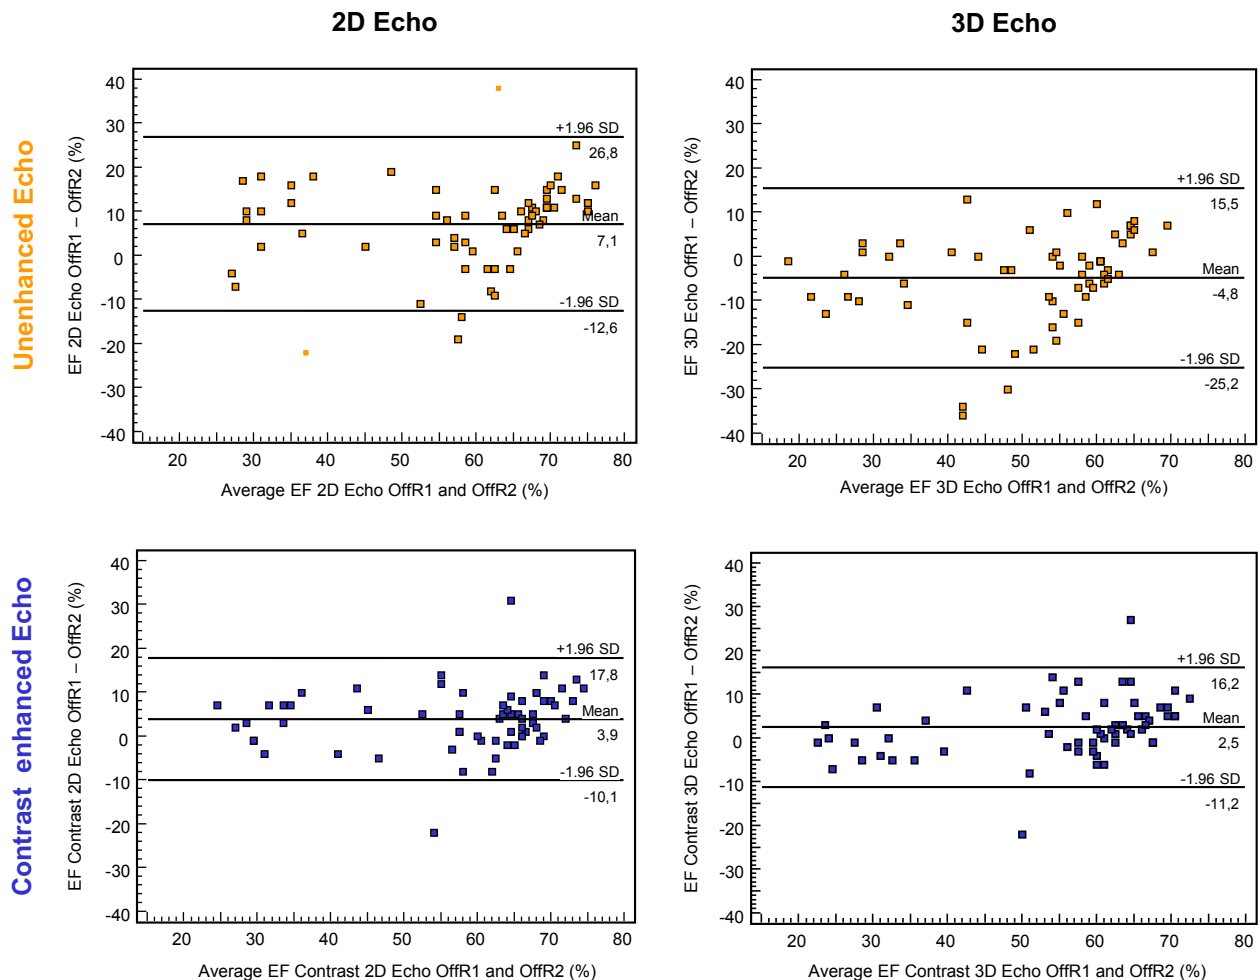 2D Echo
3D Echo
Unenhanced Echo
EF 2D Echo OffR1 – OffR2 (%)
40
30
20
10
0
-10
-20
-30
-40
+1.96 SD
26,8
Mean
7,1
-1.96 SD
-12,6
20 30 40 50 60 70 80
Average EF 2D Echo OffR1 and OffR2 (%)
EF 3D Echo OffR1 – OffR2 (%)
40
30
20
10
0
-10
-20
-30
-40
+1.96 SD
15,5
Mean
-4,8
-1.96 SD
-25,2
20 30 40 50 60 70 80
Average EF 3D Echo OffR1 and OffR2 (%)
Contrast enhanced Echo
EF Contrast 2D Echo OffR1 – OffR2 (%)
40
30
20
10
0
-10
-20
-30
-40
+1.96 SD
17,8
Mean
3,9
-1.96 SD
-10,1
20 30 40 50 60 70 80
Average EF Contrast 2D Echo OffR1 and OffR2 (%)
EF Contrast 3D Echo OffR1 – OffR2 (%)
40
30
20
10
0
-10
-20
-30
-40
+1.96 SD
16,2
Mean
2,5
-1.96 SD
-11,2
20 30 40 50 60 70 80
Average EF Contrast 3D Echo OffR1 and OffR2 (%)